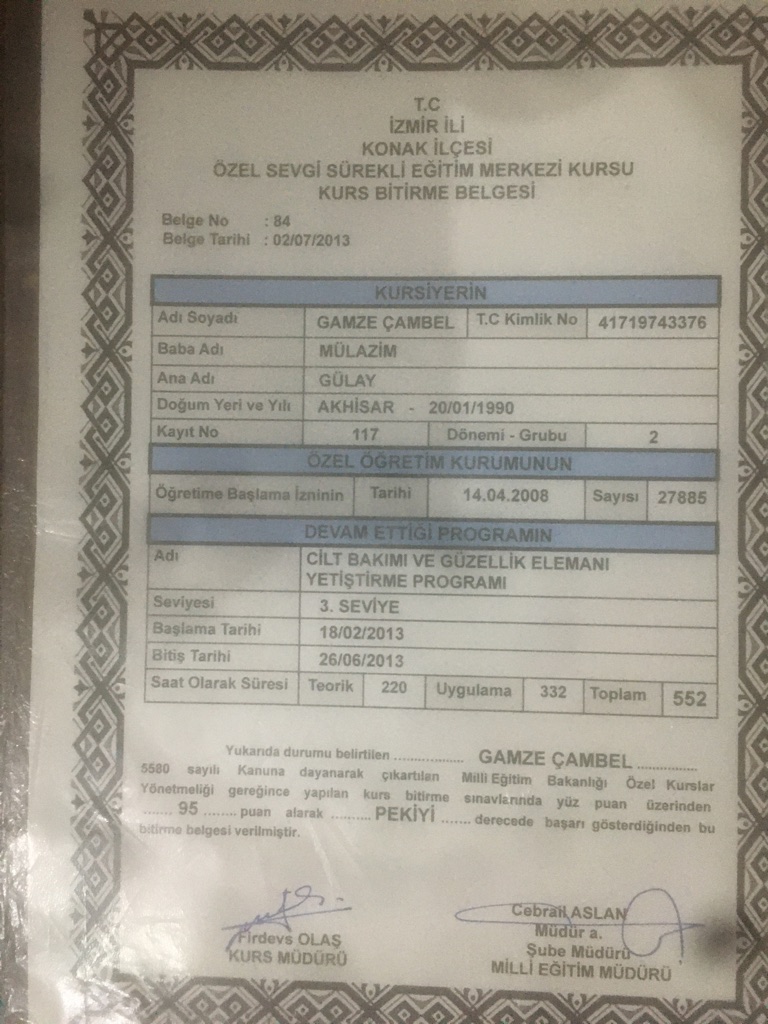 T.C
İZMİR İLİ
KONAK İLÇESİ
ÖZEL SEVGİ SÜREKLİ EĞİTİM MERKEZİ KURSU
KURS BİTİRME BELGESİ
Belge No : 84
Belge Tarihi : 02/07/2013
KURSİYERİN
Adı Soyadı GAMZE ÇAMBEL T.C Kimlik No 41719743376
Baba Adı MÜLAZİM
Ana Adı GÜLAY
Doğum Yeri ve Yılı AKHİSAR - 20/01/1990
Kayıt No 117 Dönemi - Grubu 2
ÖZEL ÖĞRETİM KURUMUNUN
Öğretime Başlama İzninin Tarihi 14.04.2008 Sayısı 27885
DEVAM ETTİĞİ PROGRAMIN
Adı CİLT BAKIMI VE GÜZELLİK ELEMANI
YETİŞTİRME PROGRAMI
Seviyesi 3. SEVİYE
Başlama Tarihi 18/02/2013
Bitiş Tarihi 26/06/2013
Saat Olarak Süresi Teorik 220 Uygulama 332 Toplam 552
Yukarıda durumu belirtilen .................. GAMZE ÇAMBEL ...............
5580 sayılı Kanuna dayanarak çıkartılan Milli Eğitim Bakanlığı Özel Kurslar
Yönetmeliği gereğince yapılan kurs bitirme sınavlarında yüz puan üzerinden
....... 95 ........ puan alarak .......... PEKİYİ ....... derecede başarı gösterdiğinden bu
bitirme belgesi verilmiştir.
Firdevs OLAŞ
KURS MÜDÜRÜ
Cebrail ASLAN
Müdür a.
Şube Müdürü
MİLLİ EĞİTİM MÜDÜRÜ